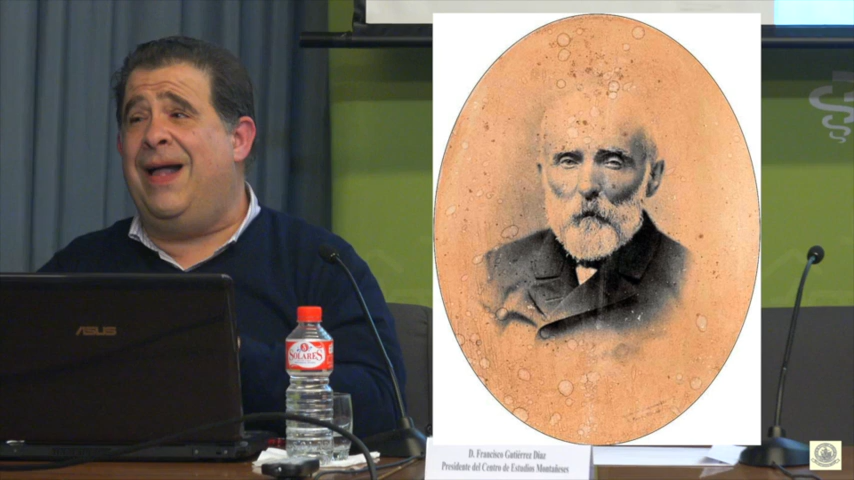 ASUS
SOLARES
D. Francisco Gutiérrez Díaz
Presidente del Centro de Estudios Montañeses